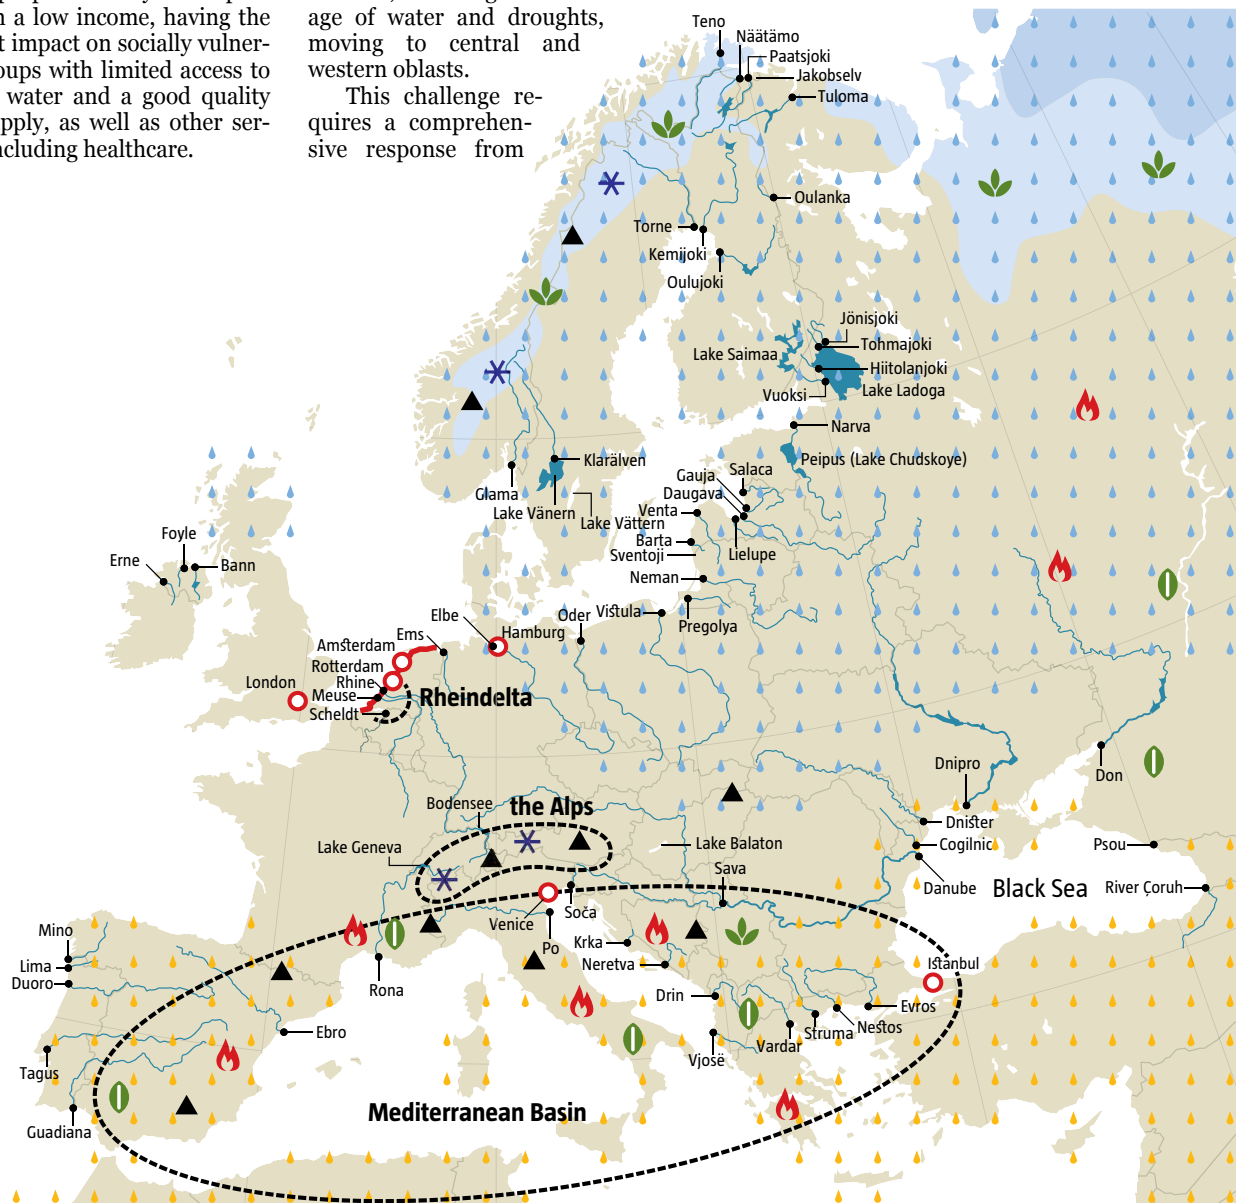 n a low income, having the
t impact on socially vulner-
oups with limited access to
water and a good quality
pply, as well as other ser-
ncluding healthcare.
age of water and droughts,
moving to central and
western oblasts.
This challenge re-
quires a comprehen-
sive response from
Teno
Näätämo
Paatsjoki
Jakobselv
Tuloma
Oulanka
Torne
Kemijoki
Oulujoki
Jönisjoki
Tohmajoki
Lake Saimaa
Hiitolanjoki
Vuoksi
Lake Ladoga
Narva
Peipus (Lake Chudskoye)
Klarälven
Glama
Lake Vänern
Lake Vättern
Salaca
Gauja
Daugava
Venta
Barta
Sventoji
Lielupe
Neman
Pregolya
Foyle
Erne
Bann
Elbe
Hamburg
Oder
Vistula
Ems
Amsterdam
Rotterdam
Rhine
London
Meuse
Scheldt
Rheindelta
Dnipro
Don
Bodensee
the Alps
Lake Geneva
Lake Balaton
Dnister
Cogilnic
Psou
Danube
Black Sea
River Çoruh
Sava
Soča
Venice
Po
Mino
Lima
Duoro
Krka
Neretva
Istanbul
Rona
Drin
Evros
Nestos
Struma
Ebro
Vardar
Vjosë
Tagus
Mediterranean Basin
Guadiana